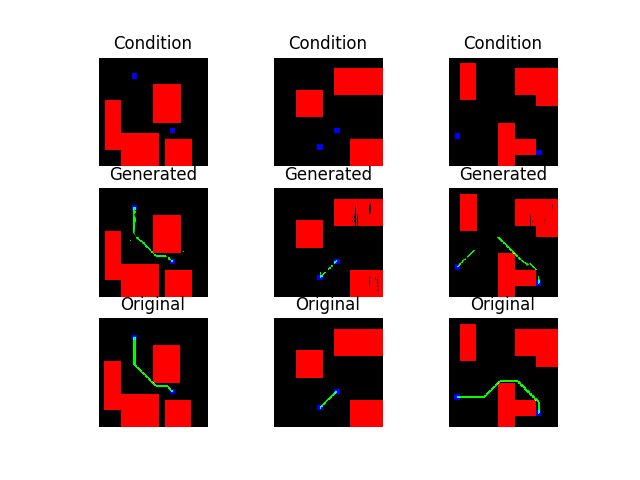 Condition Condition Condition
Generated Generated Generated
Original Original Original